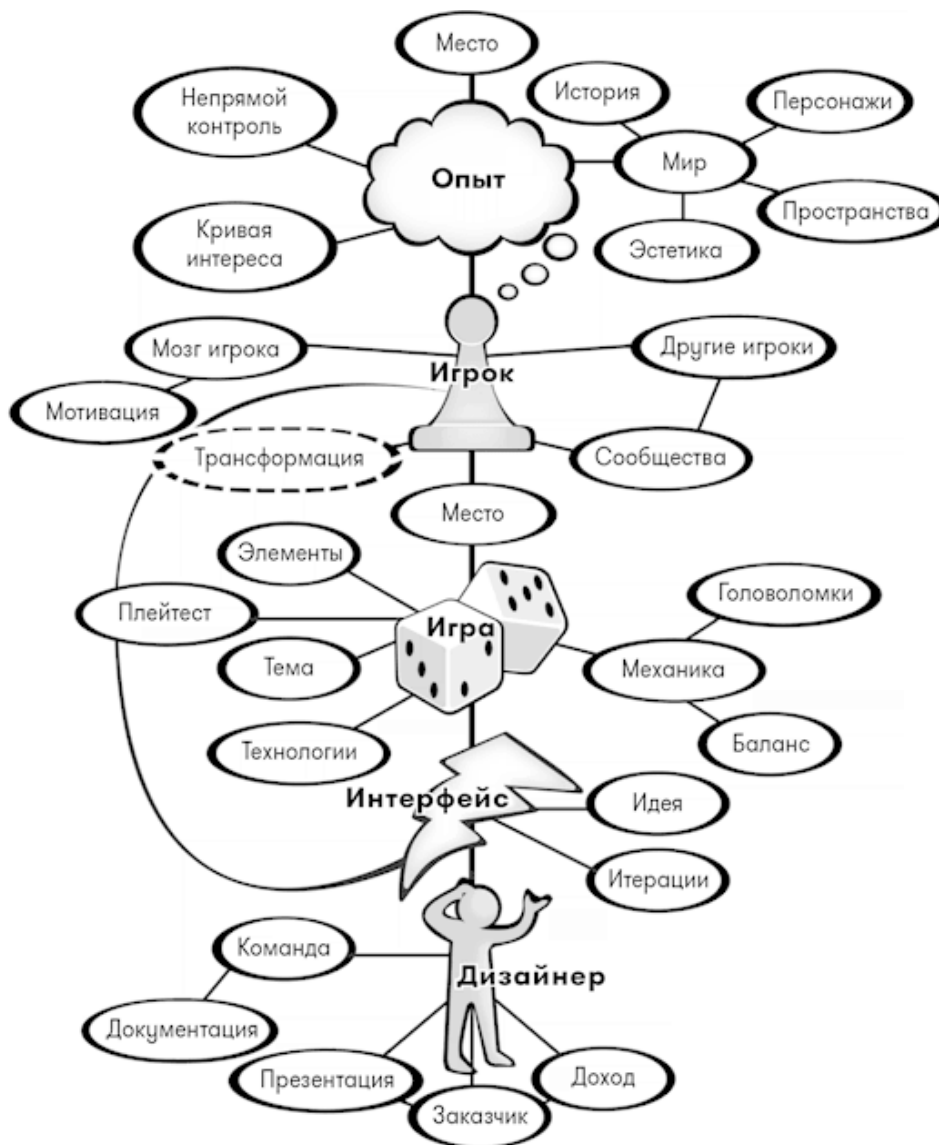 Место
История
Персонажи
Непрямой
контроль
Мир
Опыт
Пространства
Кривая
интереса
Эстетика
Мозг игрока
Другие игроки
Игрок
Мотивация
Трансформация
Сообщества
Место
Элементы
Головоломки
Плейтест
Игра
Тема
Механика
Технологии
Баланс
Интерфейс
Идея
Итерации
Команда
Дизайнер
Документация
Презентация
Доход
Заказчик